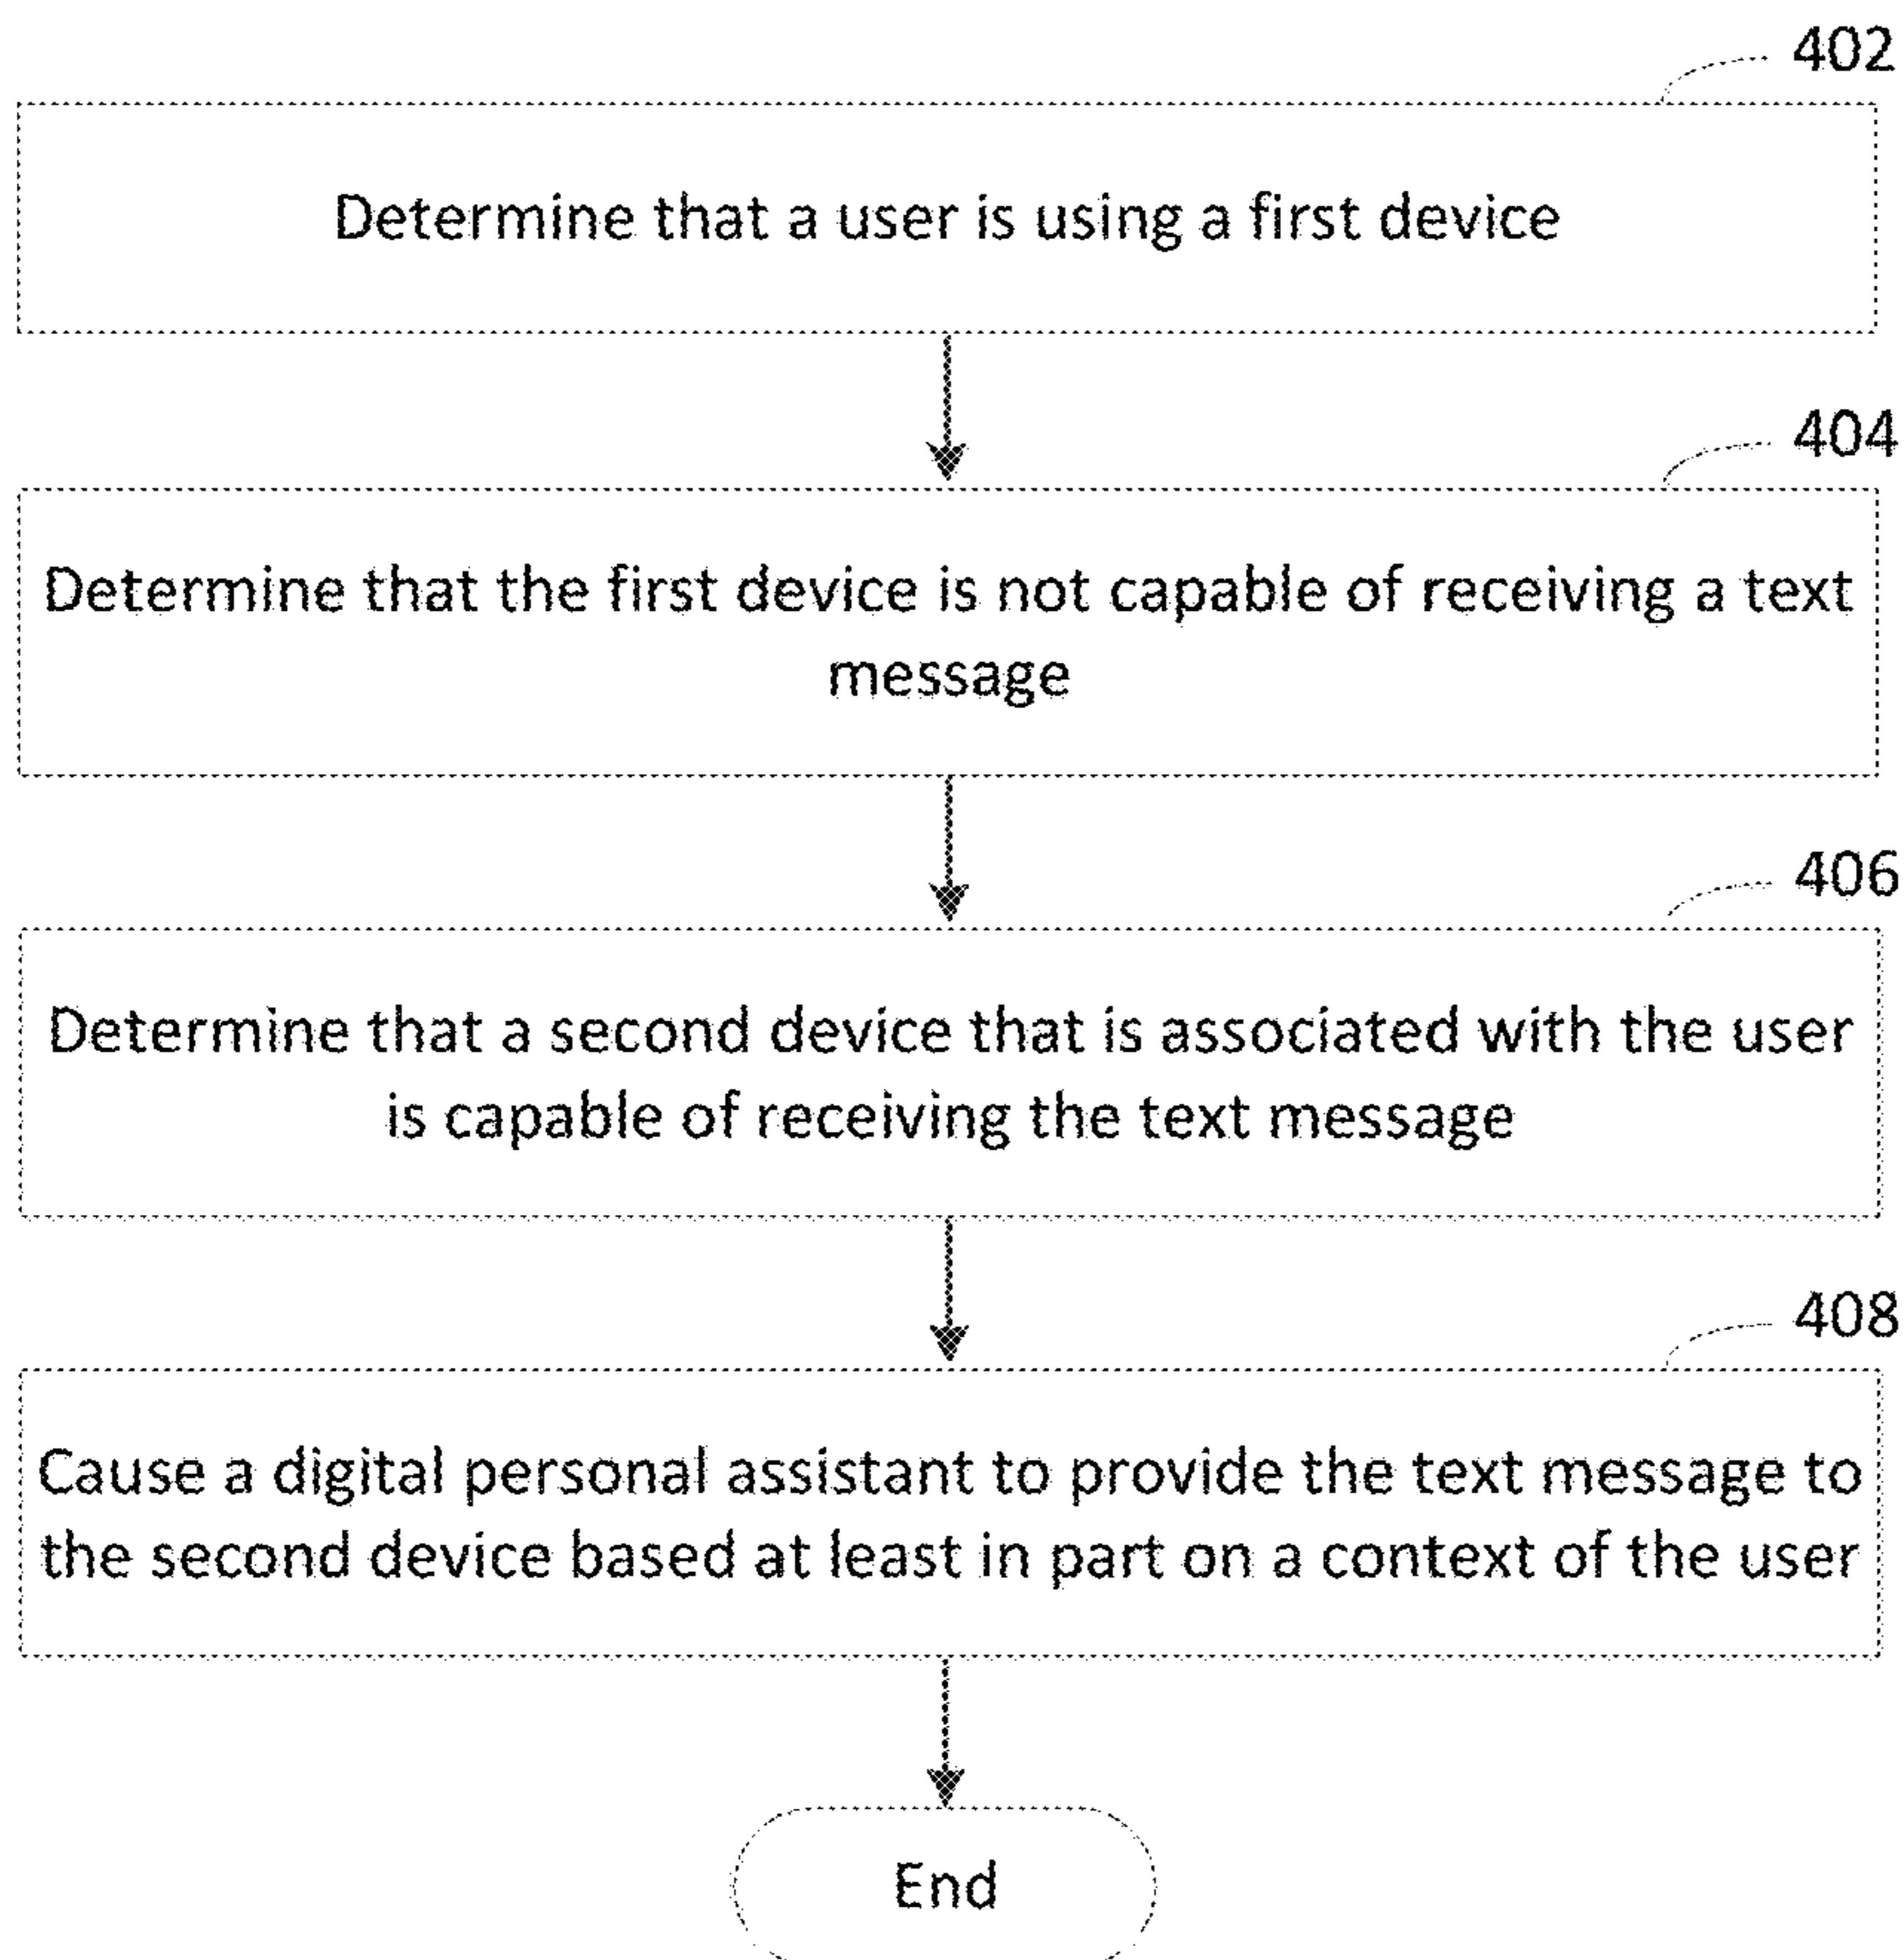 402
Determine that a user is using a first device
404
Determine that the first device is not capable of receiving a text
message
406
Determine that a second device that is associated with the user
is capable of receiving the text message
408
Cause a digital personal assistant to provide the text message to
the second device based at least in part on a context of the user
End